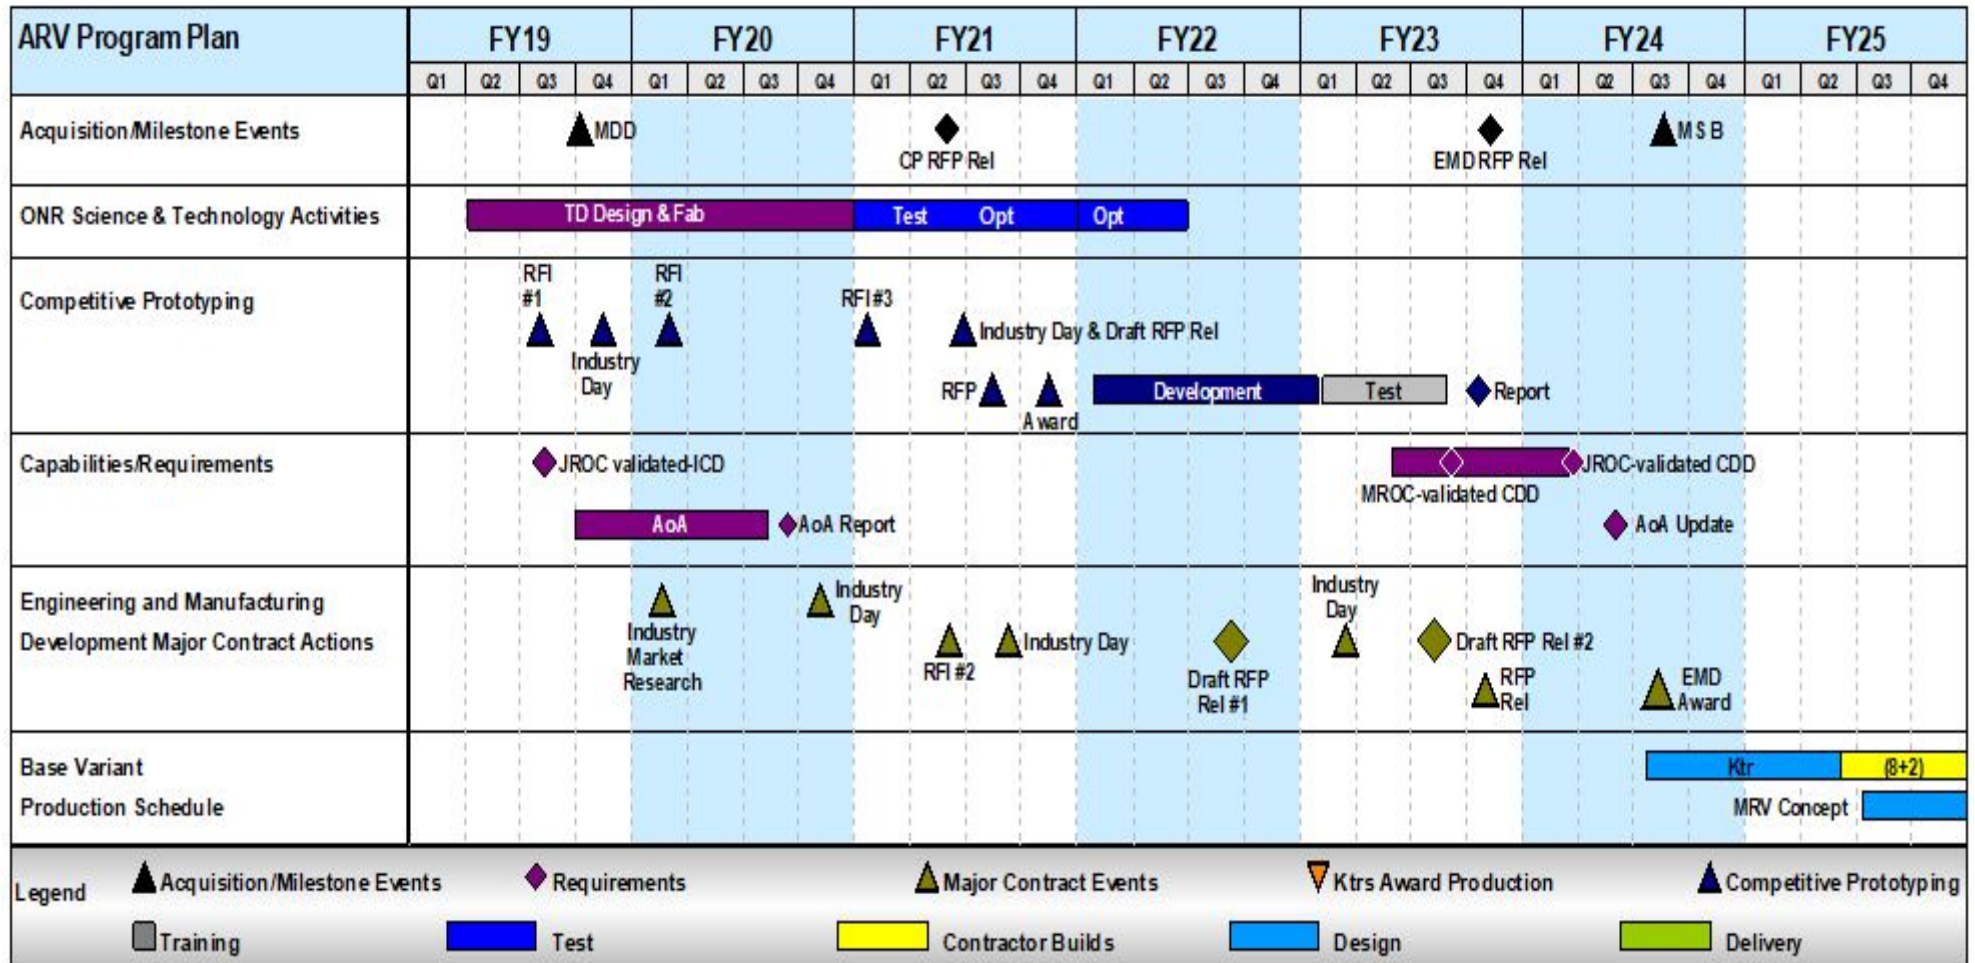 ARV Program Plan
FY19 FY20 FY21 FY22 FY23 FY24 FY25
Q1 Q2 Q3 Q4 Q1 Q2 Q3 Q4 Q1 Q2 Q3 Q4 Q1 Q2 Q3 Q4 Q1 Q2 Q3 Q4 Q1 Q2 Q3 Q4 Q1 Q2 Q3 Q4
Acquisition/Milestone Events
MDD
CP RFP Rel
EMD RFP Rel
MSB
ONR Science & Technology Activities
TD Design & Fab
Test
Opt
Opt
Competitive Prototyping
RFI
#1
Industry
Day
RFI
#2
RFI #3
Industry Day & Draft RFP Rel
RFP
Award
Development
Test
Report
Capabilities/Requirements
JROC validated-ICD
MROC-validated CDD
JROC-validated CDD
AoA
AoA Report
AoA Update
Engineering and Manufacturing
Development Major Contract Actions
Industry
Market
Research
Industry
Day
RFI #2
Industry Day
Draft RFP
Rel #1
Industry
Day
Draft RFP Rel #2
RFP
Rel
EMD
Award
Base Variant
Production Schedule
Ktr
(8+2)
MRV Concept
Legend
Acquisition/Milestone Events
Requirements
Major Contract Events
Ktrs Award Production
Competitive Prototyping
Training
Test
Contractor Builds
Design
Delivery